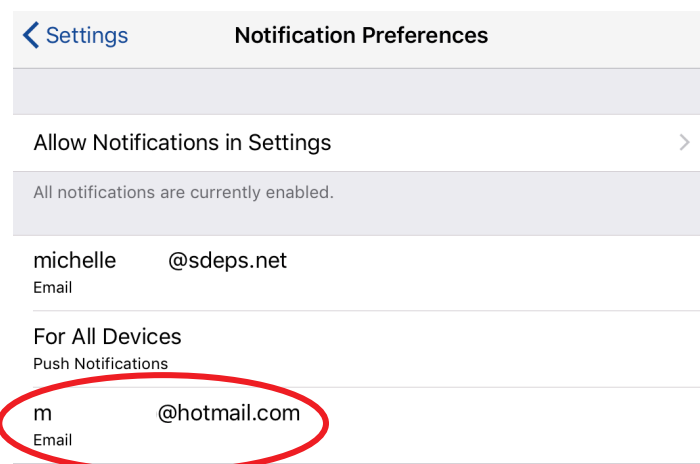 Settings
Notification Preferences
Allow Notifications in Settings
All notifications are currently enabled.
michelle @sdeps.net
Email
For All Devices
Push Notifications
m @hotmail.com
Email